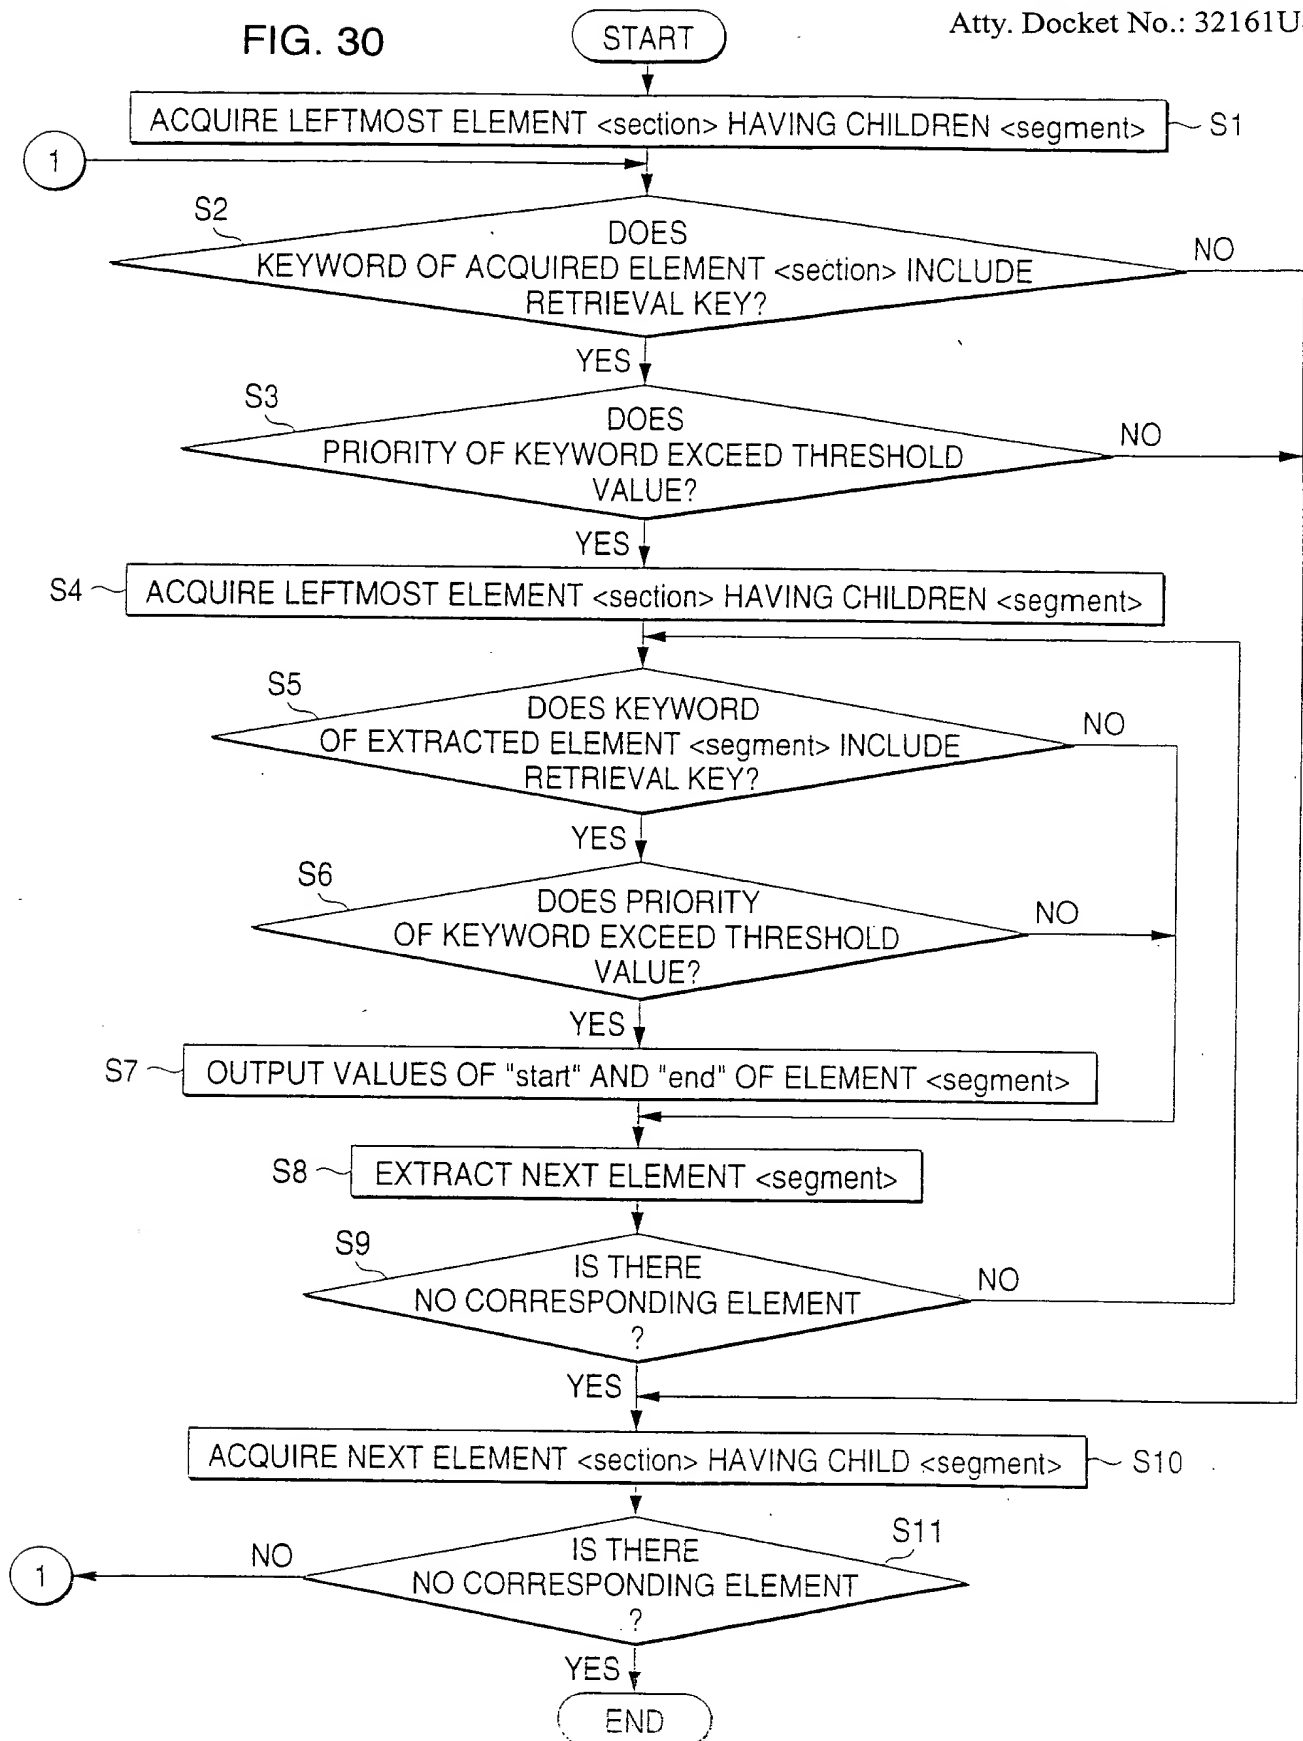 FIG. 30
START
Atty. Docket No.: 32161U
ACQUIRE LEFTMOST ELEMENT <section> HAVING CHILDREN <segment>
S1
1
S2
DOES
KEYWORD OF ACQUIRED ELEMENT <section> INCLUDE
RETRIEVAL KEY?
NO
YES
S3
DOES
PRIORITY OF KEYWORD EXCEED THRESHOLD
VALUE?
NO
YES
S4
ACQUIRE LEFTMOST ELEMENT <section> HAVING CHILDREN <segment>
S5
DOES KEYWORD
OF EXTRACTED ELEMENT <segment> INCLUDE
RETRIEVAL KEY?
NO
YES
S6
DOES PRIORITY
OF KEYWORD EXCEED THRESHOLD
VALUE?
NO
YES
S7
OUTPUT VALUES OF "start" AND "end" OF ELEMENT <segment>
S8
EXTRACT NEXT ELEMENT <segment>
S9
IS THERE
NO CORRESPONDING ELEMENT
?
NO
YES
ACQUIRE NEXT ELEMENT <section> HAVING CHILD <segment>
S10
S11
IS THERE
NO CORRESPONDING ELEMENT
?
NO
1
YES
END